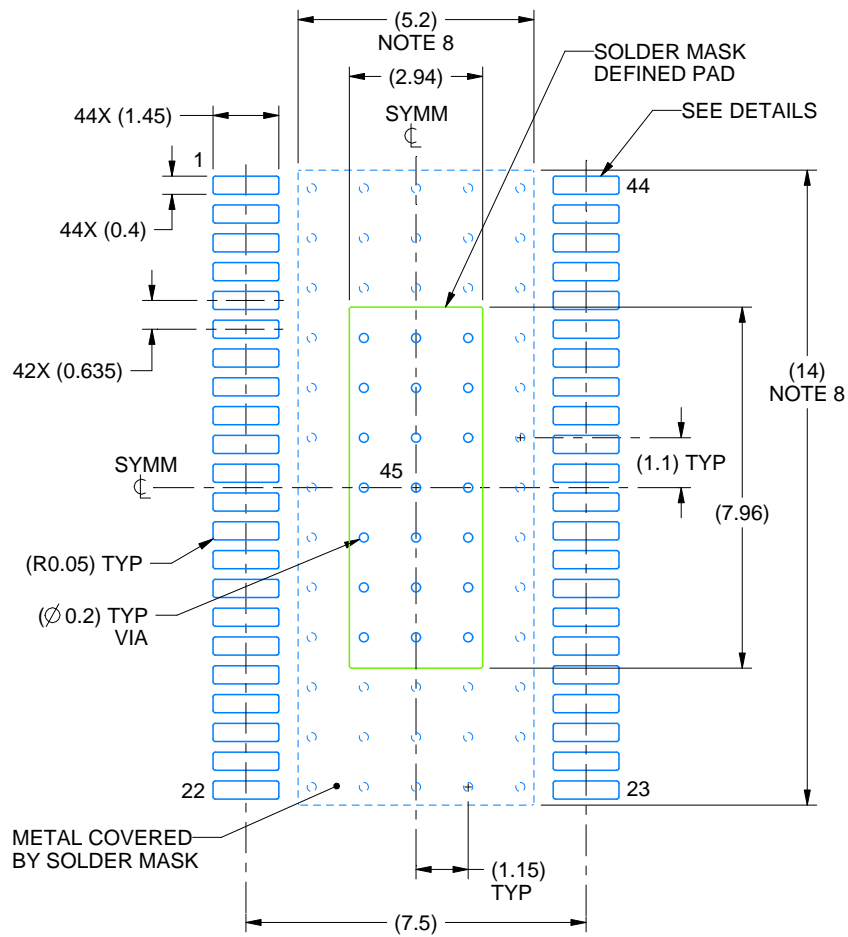 (5.2)
NOTE 8
SOLDER MASK
DEFINED PAD
(2.94)
44X (1.45)
SYMM
℄
SEE DETAILS
1
44
44X (0.4)
42X (0.635)
(14)
NOTE 8
SYMM
℄
45
(1.1) TYP
(7.96)
(R0.05) TYP
(∅ 0.2) TYP
VIA
22
23
METAL COVERED
BY SOLDER MASK
(1.15)
TYP
(7.5)